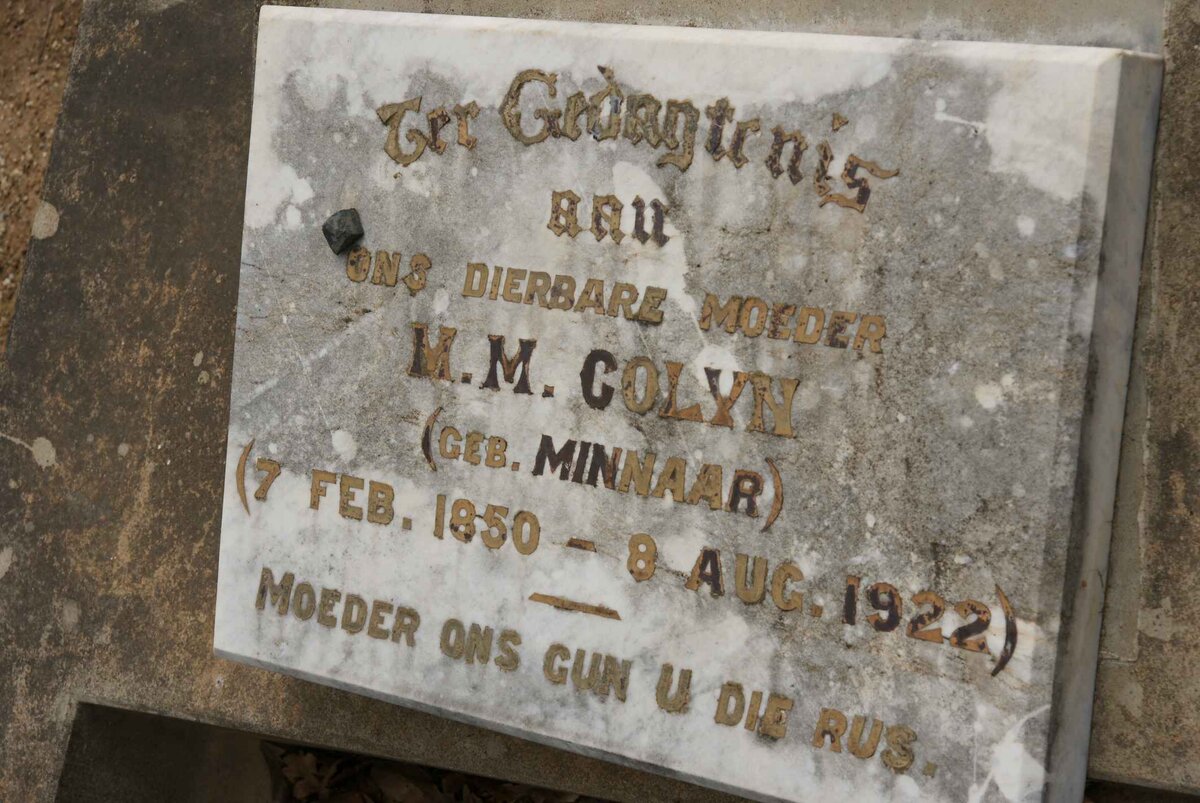 Ter Gedagtenis
aan
ONS DIERBARE MOEDER
M.M. COLYN
(GEB. MINNAAR)
(7 FEB. 1850 – 8 AUG. 1922)
MOEDER ONS GUN U DIE RUS.